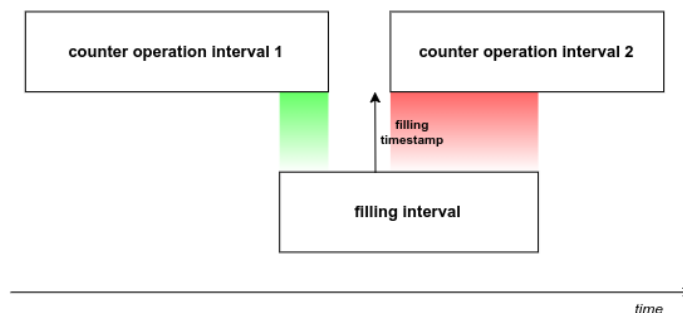 counter operation interval 1
counter operation interval 2
filling
timestamp
filling interval
time